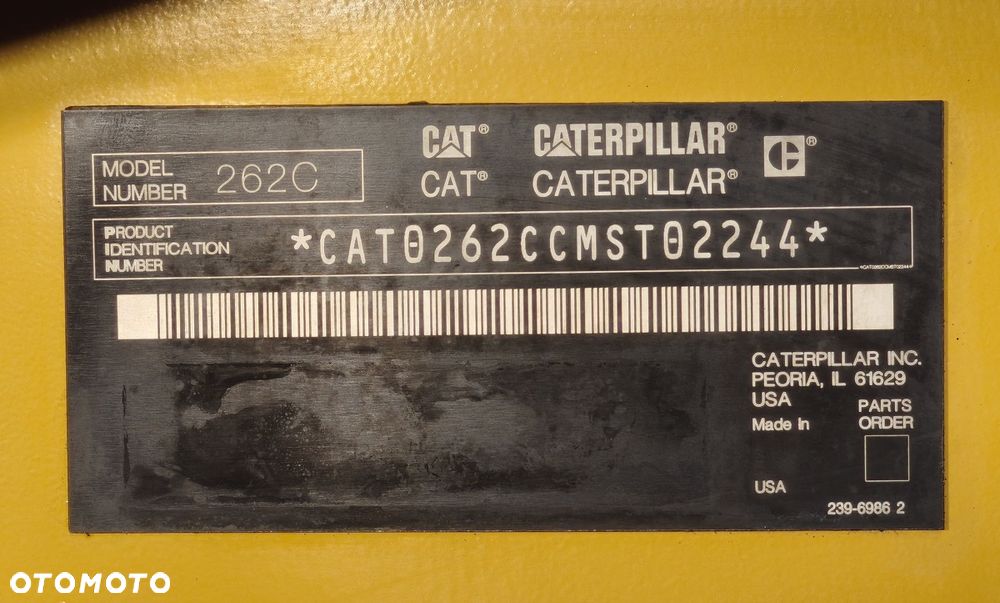 CAT® CATERPILLAR® ®
MODEL
NUMBER 262C
CAT® CATERPILLAR®
PRODUCT
IDENTIFICATION
NUMBER
*CAT0262CCMST02244*
*CAT0262CCMST02244*
CATERPILLAR INC.
PEORIA, IL 61629
USA
Made In
PARTS
ORDER
USA
239-6986 2
OTOMOTO